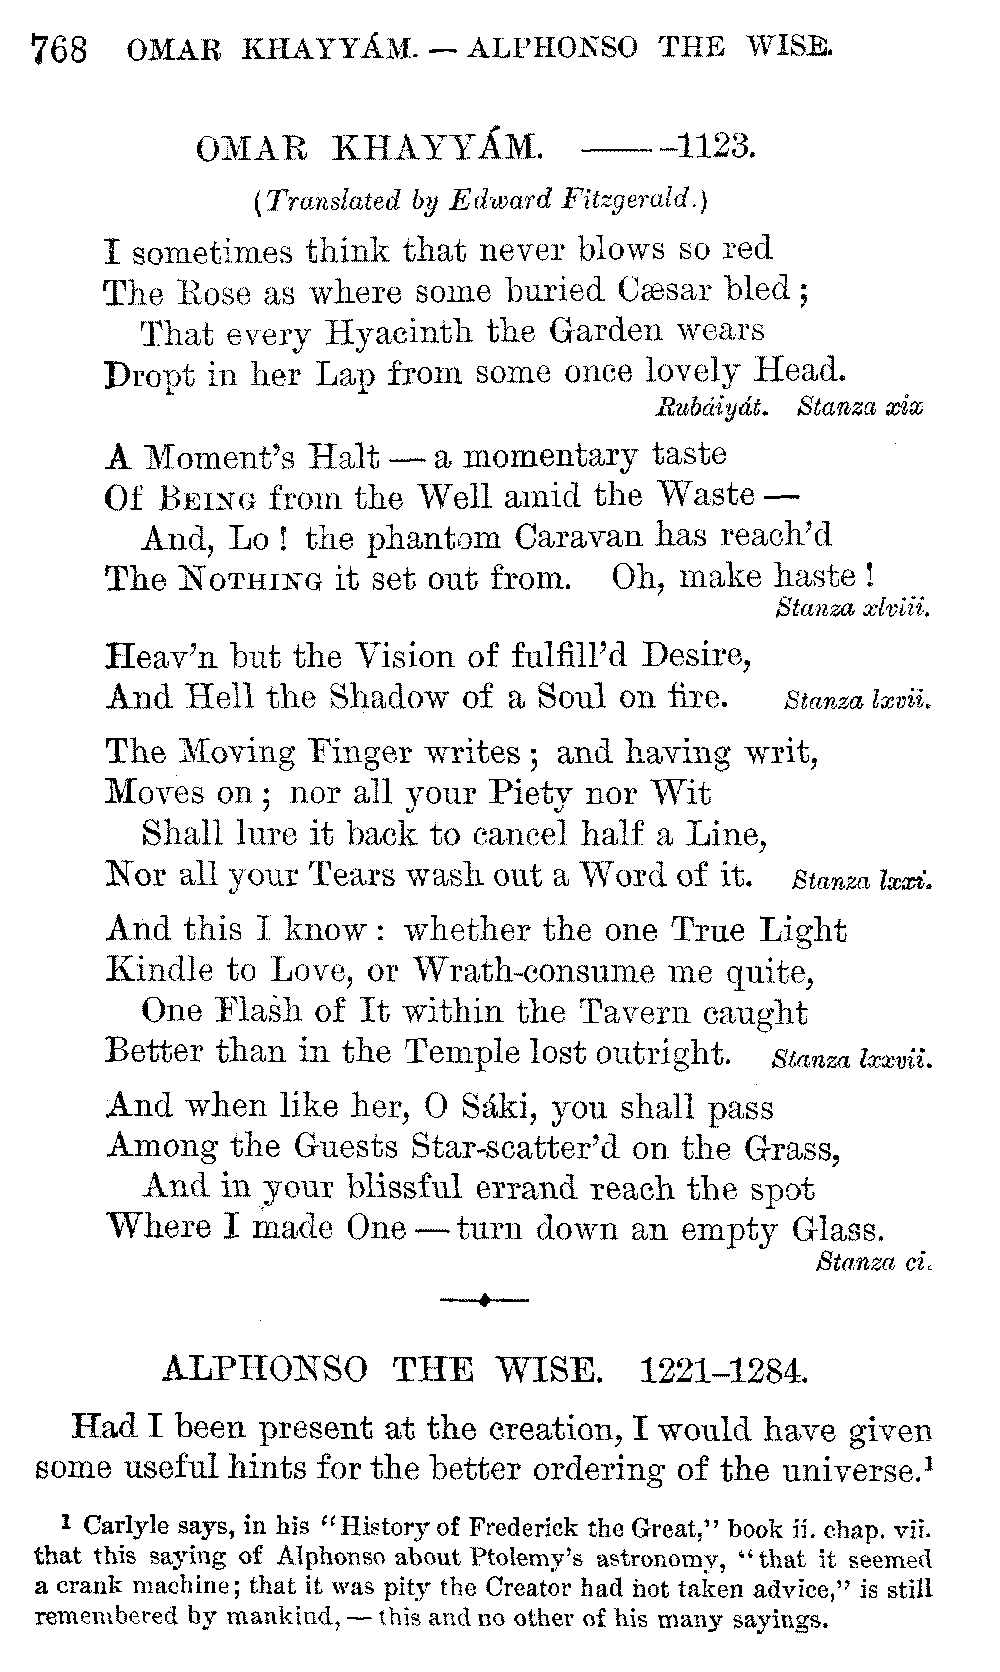 768 OMAR KHAYYÁM. — ALPHONSO THE WISE.
OMAR KHAYYÁM. —— -1123.
(Translated by Edward Fitzgerald.)
I sometimes think that never blows so red
The Rose as where some buried Cæsar bled ;
That every Hyacinth the Garden wears
Dropt in her Lap from some once lovely Head.
Rubáiyát. Stanza xix
A Moment's Halt — a momentary taste
Of BEING from the Well amid the Waste —
And, Lo ! the phantom Caravan has reach'd
The NOTHING it set out from. Oh, make haste !
Stanza xlviii.
Heav'n but the Vision of fulfill'd Desire,
And Hell the Shadow of a Soul on fire. Stanza lxvii.
The Moving Finger writes ; and having writ,
Moves on ; nor all your Piety nor Wit
Shall lure it back to cancel half a Line,
Nor all your Tears wash out a Word of it. Stanza lxxi.
And this I know : whether the one True Light
Kindle to Love, or Wrath-consume me quite,
One Flash of It within the Tavern caught
Better than in the Temple lost outright. Stanza lxxvii.
And when like her, O Sáki, you shall pass
Among the Guests Star-scatter'd on the Grass,
And in your blissful errand reach the spot
Where I made One — turn down an empty Glass.
Stanza ci.
ALPHONSO THE WISE. 1221–1284.
Had I been present at the creation, I would have given
some useful hints for the better ordering of the universe.¹
1 Carlyle says, in his "History of Frederick the Great," book ii. chap. vii.
that this saying of Alphonso about Ptolemy's astronomy, "that it seemed
a crank machine; that it was pity the Creator had not taken advice," is still
remembered by mankind, — this and no other of his many sayings.